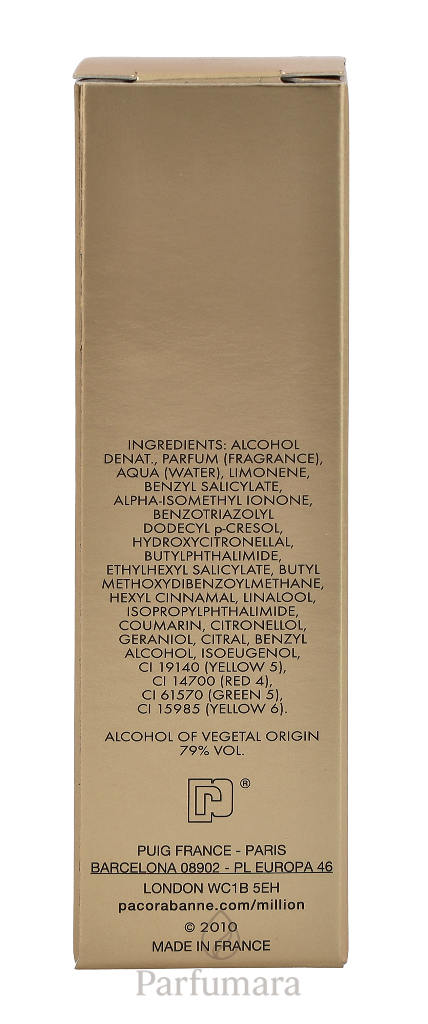 INGREDIENTS: ALCOHOL
DENAT., PARFUM (FRAGRANCE),
AQUA (WATER), LIMONENE,
BENZYL SALICYLATE,
ALPHA-ISOMETHYL IONONE,
BENZOTRIAZOLYL
DODECYL p-CRESOL,
HYDROXYCITRONELLAL,
BUTYLPHTHALIMIDE,
ETHYLHEXYL SALICYLATE, BUTYL
METHOXYDIBENZOYLMETHANE,
HEXYL CINNAMAL, LINALOOL,
ISOPROPYLPHTHALIMIDE,
COUMARIN, CITRONELLOL,
GERANIOL, CITRAL, BENZYL
ALCOHOL, ISOEUGENOL,
CI 19140 (YELLOW 5),
CI 14700 (RED 4),
CI 61570 (GREEN 5),
CI 15985 (YELLOW 6).
ALCOHOL OF VEGETAL ORIGIN
79% VOL.
®
PUIG FRANCE - PARIS
BARCELONA 08902 - PL EUROPA 46
LONDON WC1B 5EH
pacorabanne.com/million
© 2010
MADE IN FRANCE
Parfumara